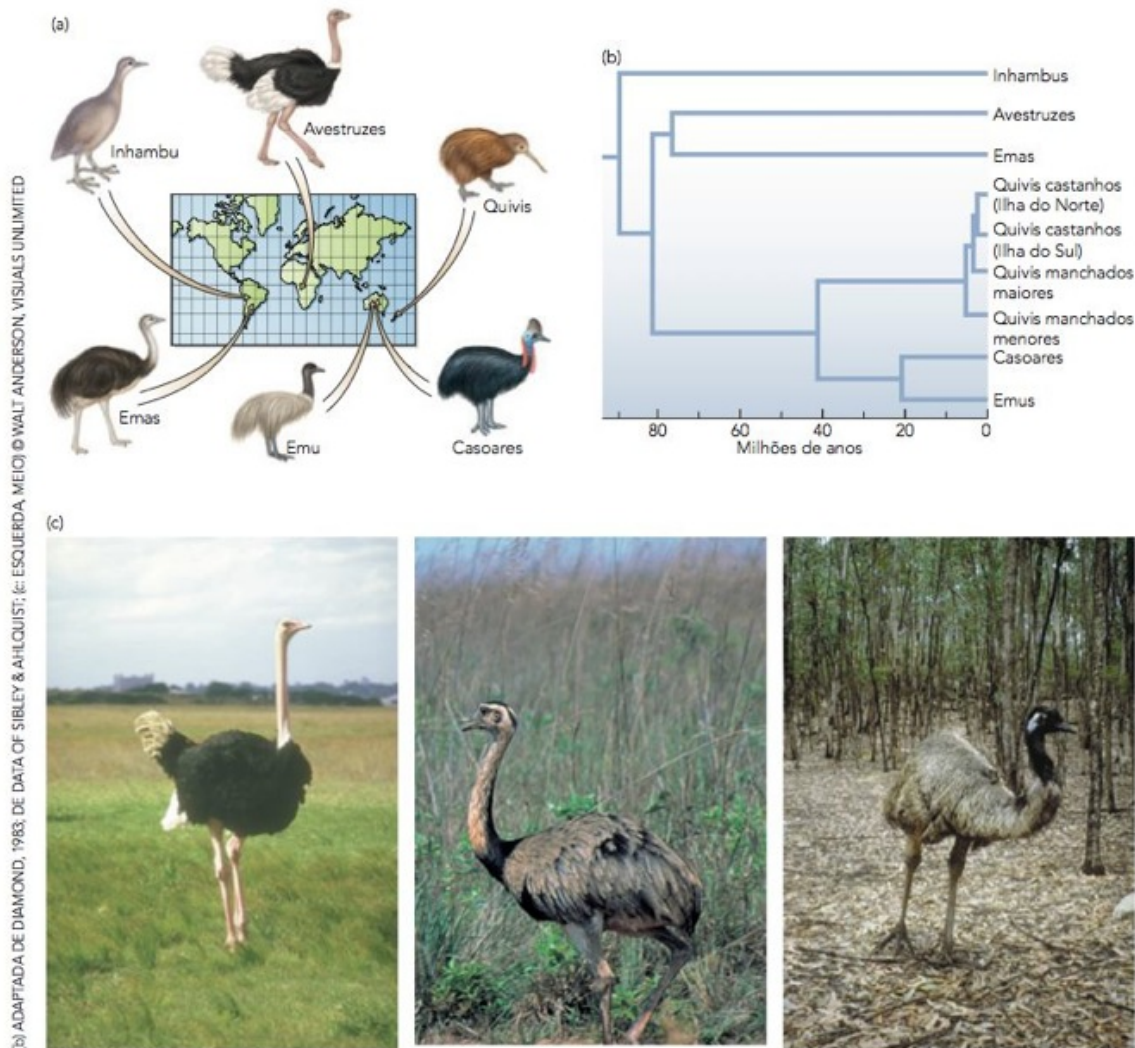 (a)
Inhambu
Avestruzes
Quivis
Emas
Emu
Casoares
(b)
Inhambus
Avestruzes
Emas
Quivis castanhos
(Ilha do Norte)
Quivis castanhos
(Ilha do Sul)
Quivis manchados
maiores
Quivis manchados
menores
Casoares
Emus
80
60
40
20
0
Milhões de anos
(c)
(b) ADAPTADA DE DIAMOND, 1983; DE DATA OF SIBLEY & AHLQUIST; (c: ESQUERDA, MEIO) © WALT ANDERSON, VISUALS UNLIMITED